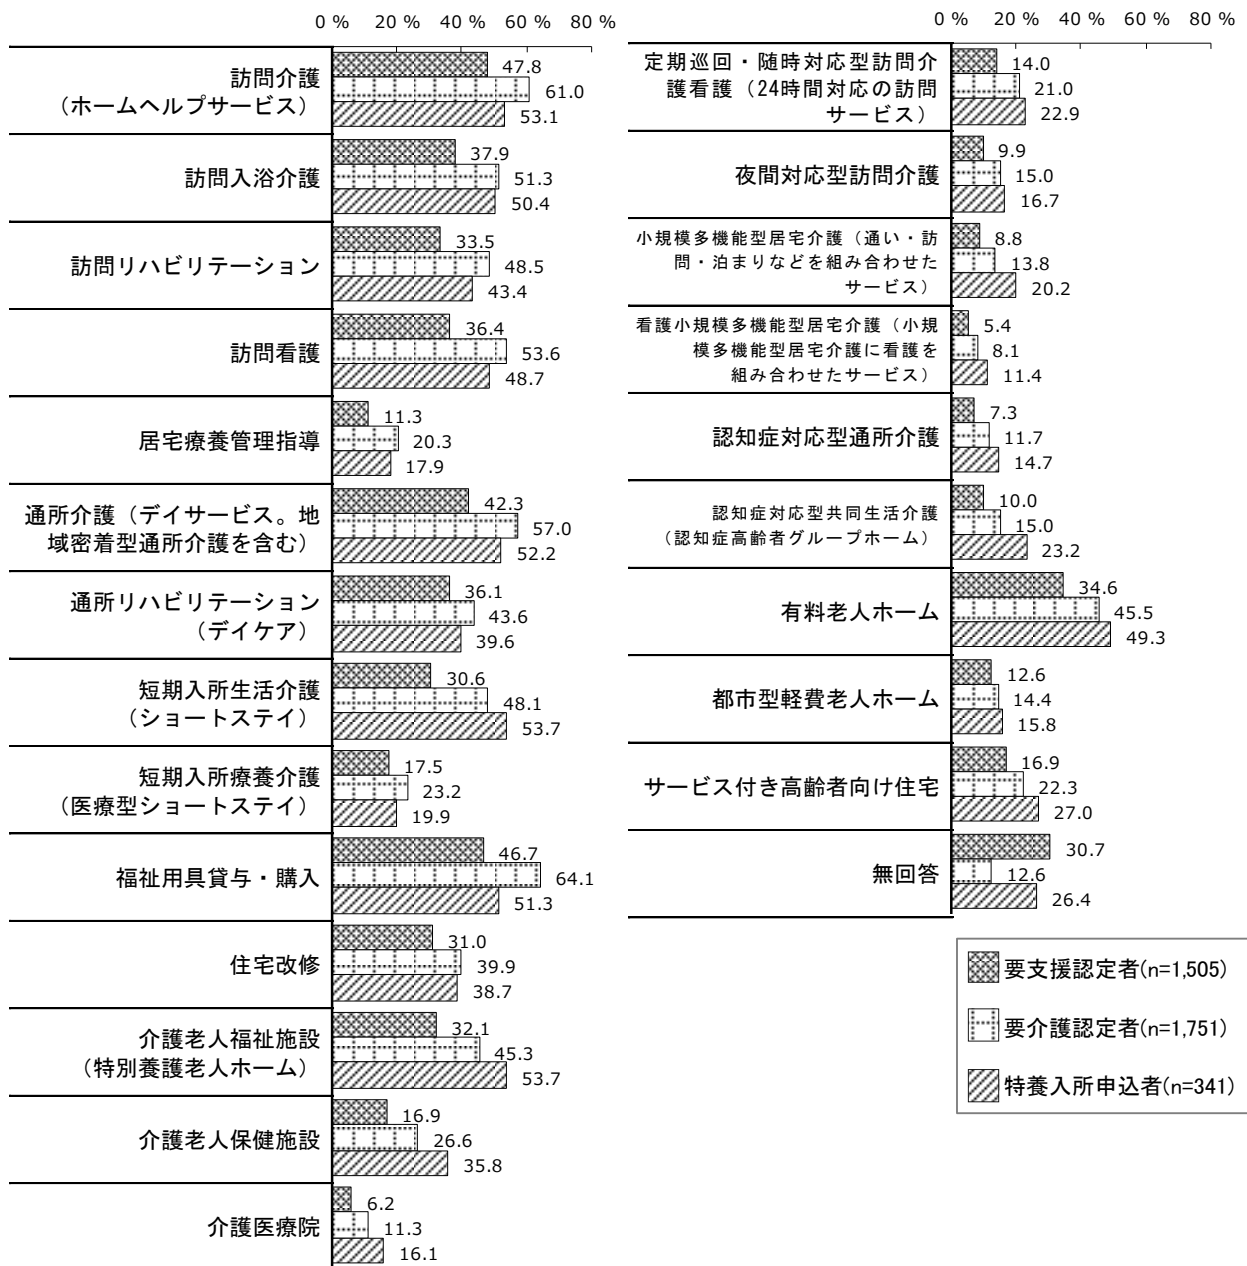 0 %　20 %　40 %　60 %　80 %
訪問介護
（ホームヘルプサービス）
47.8
61.0
53.1
訪問入浴介護
37.9
51.3
50.4
訪問リハビリテーション
33.5
48.5
43.4
訪問看護
36.4
53.6
48.7
居宅療養管理指導
11.3
20.3
17.9
通所介護（デイサービス。地
域密着型通所介護を含む）
42.3
57.0
52.2
通所リハビリテーション
（デイケア）
36.1
43.6
39.6
短期入所生活介護
（ショートステイ）
30.6
48.1
53.7
短期入所療養介護
（医療型ショートステイ）
17.5
23.2
19.9
福祉用具貸与・購入
46.7
64.1
51.3
住宅改修
31.0
39.9
38.7
介護老人福祉施設
（特別養護老人ホーム）
32.1
45.3
53.7
介護老人保健施設
16.9
26.6
35.8
介護医療院
6.2
11.3
16.1
0 %　20 %　40 %　60 %　80 %
定期巡回・随時対応型訪問介
護看護（24時間対応の訪問
サービス）
14.0
21.0
22.9
夜間対応型訪問介護
9.9
15.0
16.7
小規模多機能型居宅介護（通い・訪
問・泊まりなどを組み合わせた
サービス）
8.8
13.8
20.2
看護小規模多機能型居宅介護（小規
模多機能型居宅介護に看護を
組み合わせたサービス）
5.4
8.1
11.4
認知症対応型通所介護
7.3
11.7
14.7
認知症対応型共同生活介護
（認知症高齢者グループホーム）
10.0
15.0
23.2
有料老人ホーム
34.6
45.5
49.3
都市型軽費老人ホーム
12.6
14.4
15.8
サービス付き高齢者向け住宅
16.9
22.3
27.0
無回答
30.7
12.6
26.4
要支援認定者(n=1,505)
要介護認定者(n=1,751)
特養入所申込者(n=341)